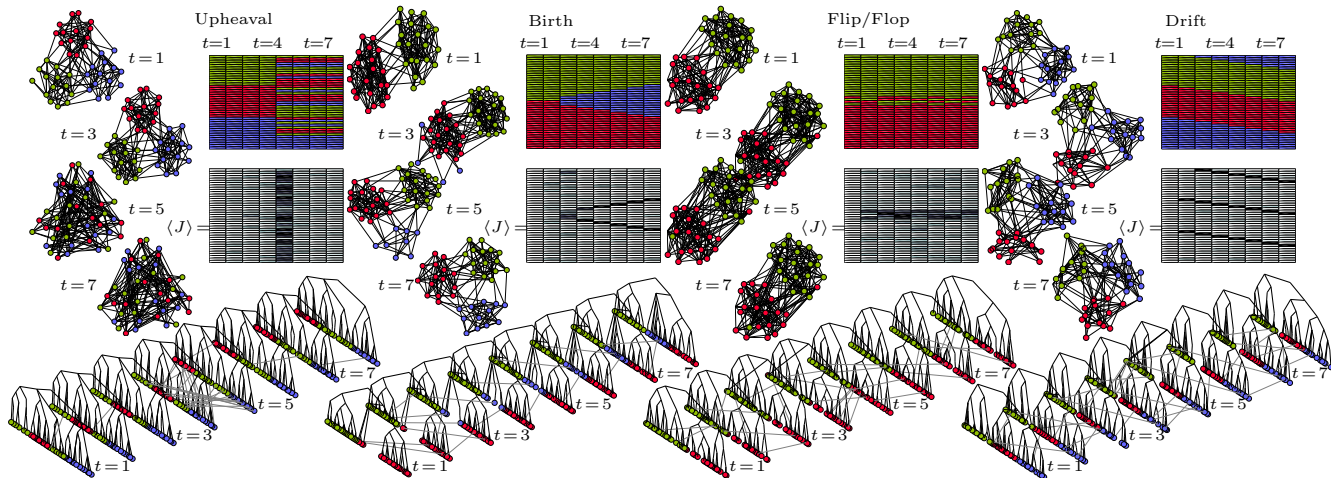 Upheaval
t=1 t=4 t=7
t=1
t=3
t=5
⟨J⟩=
t=7
t=1
t=3
t=5
t=7
Birth
t=1 t=4 t=7
t=1
t=3
t=5
⟨J⟩=
t=7
t=1
t=3
t=5
t=7
Flip/Flop
t=1 t=4 t=7
t=1
t=3
t=5
⟨J⟩=
t=7
t=1
t=3
t=5
t=7
Drift
t=1 t=4 t=7
t=1
t=3
t=5
⟨J⟩=
t=7
t=1
t=3
t=5
t=7